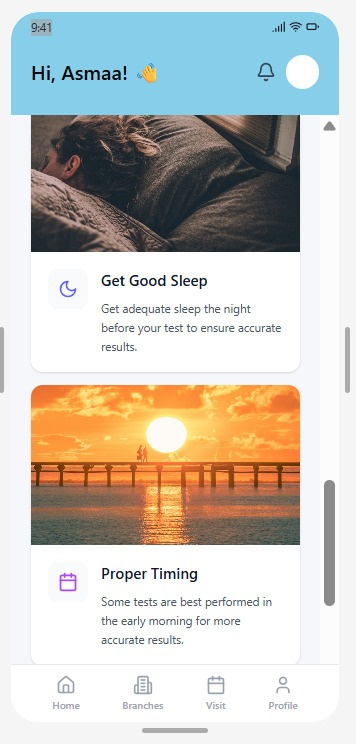 9:41
Hi, Asmaa! 👋
Get Good Sleep
Get adequate sleep the night
before your test to ensure accurate
results.
Proper Timing
Some tests are best performed in
the early morning for more
accurate results.
Home
Branches
Visit
Profile